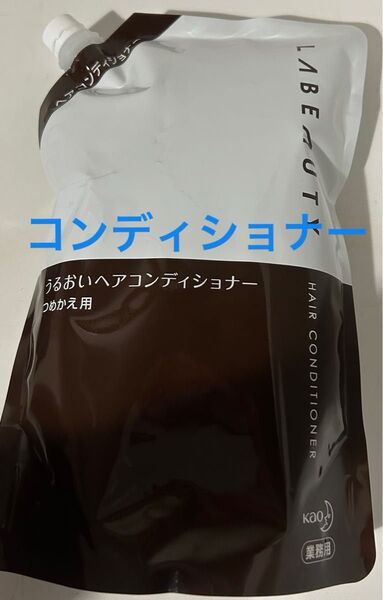 ヘアコンディショナー
LABEAUTY
コンディショナー
うるおいヘアコンディショナー
つめかえ用
HAIR CONDITIONER
Kao
業務用